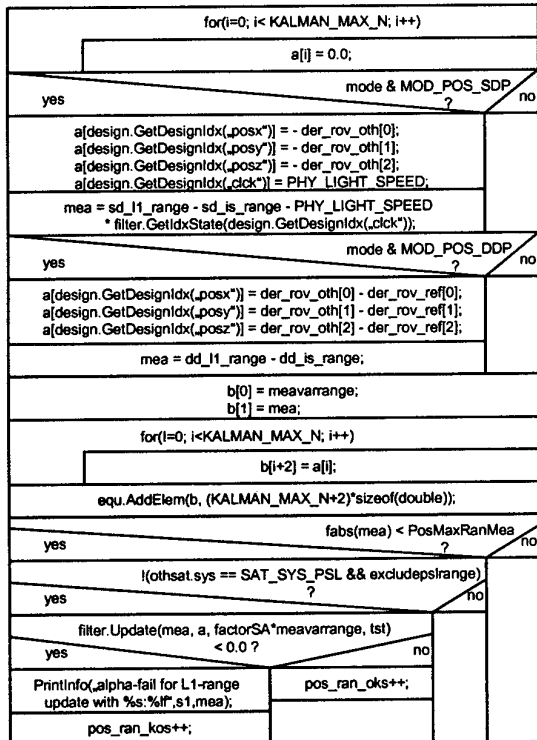 for(i=0; i< KALMAN_MAX_N; i++)
a[i] = 0.0;
mode & MOD_POS_SDP
?
yes
no
a[design.GetDesignIdx(„posx“)] = - der_rov_oth[0];
a[design.GetDesignIdx(„posy“)] = - der_rov_oth[1];
a[design.GetDesignIdx(„posz“)] = - der_rov_oth[2];
a[design.GetDesignIdx(„clck“)] = PHY_LIGHT_SPEED;
mea = sd_l1_range - sd_is_range - PHY_LIGHT_SPEED
* filter.GetIdxState(design.GetDesignIdx(„clck“));
mode & MOD_POS_DDP
?
yes
no
a[design.GetDesignIdx(„posx“)] = der_rov_oth[0] - der_rov_ref[0];
a[design.GetDesignIdx(„posy“)] = der_rov_oth[1] - der_rov_ref[1];
a[design.GetDesignIdx(„posz“)] = der_rov_oth[2] - der_rov_ref[2];
mea = dd_l1_range - dd_is_range;
b[0] = meavarrange;
b[1] = mea;
for(I=0; i<KALMAN_MAX_N; i++)
b[i+2] = a[i];
equ.AddElem(b, (KALMAN_MAX_N+2)*sizeof(double));
fabs(mea) < PosMaxRanMea
?
yes
no
!(othsat.sys == SAT_SYS_PSL && excludepslrange)
?
yes
no
filter.Update(mea, a, factorSA*meavarrange, tst)
< 0.0 ?
yes
no
PrintInfo(„alpha-fail for L1-range
update with %s:%lf“,s1,mea);
pos_ran_oks++;
pos_ran_kos++;